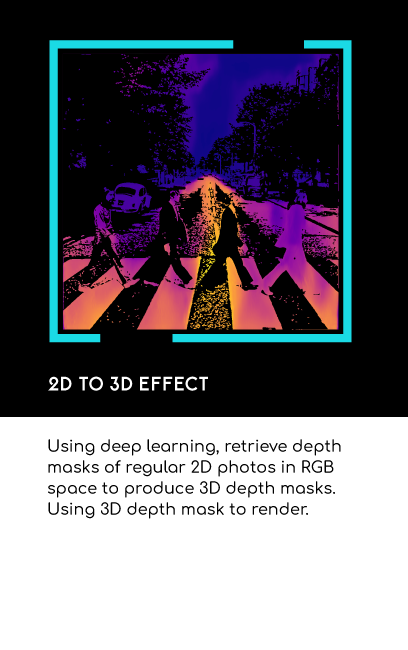 2D TO 3D EFFECT
Using deep learning, retrieve depth
masks of regular 2D photos in RGB
space to produce 3D depth masks.
Using 3D depth mask to render.